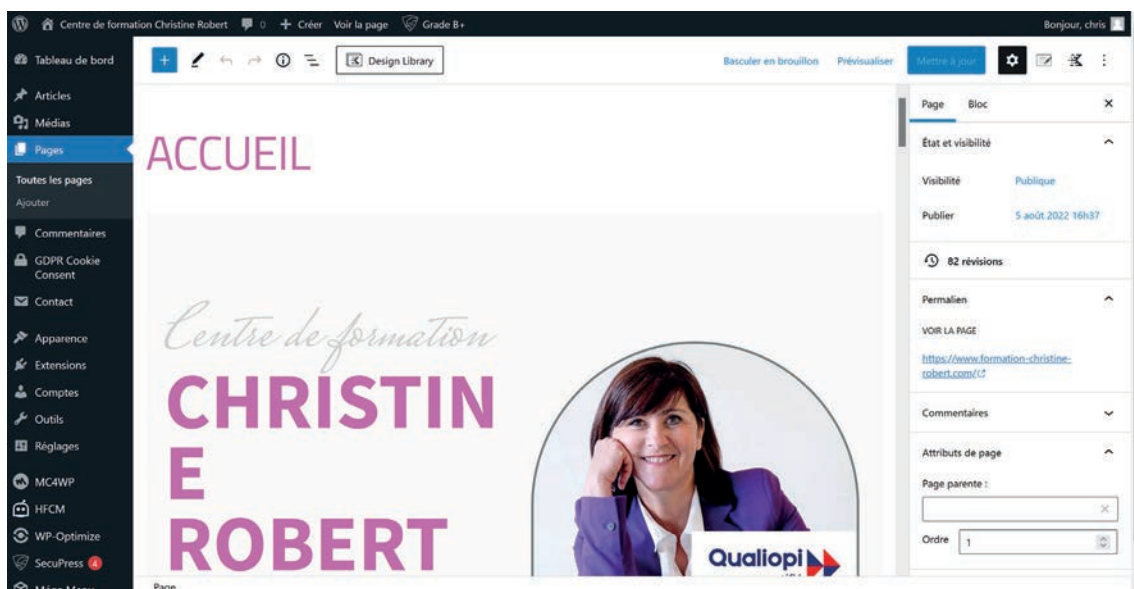 Centre de formation Christine Robert 0 + Créer Voir la page Grade B+ Bonjour, chris
Tableau de bord
Articles
Médias
Pages
Toutes les pages
Ajouter
Commentaires
GDPR Cookie
Consent
Contact
Apparence
Extensions
Comptes
Outils
Réglages
MC4WP
HFCM
WP-Optimize
SecuPress 4
Méga Menu
Design Library Basculer en brouillon Prévisualiser Mettre à jour
ACCUEIL
Centre de formation
CHRISTIN
E
ROBERT
Qualiopi
Page
Page Bloc
État et visibilité
Visibilité Publique
Publier 5 août 2022 16h37
82 révisions
Permalien
VOIR LA PAGE
https://www.formation-christine-
robert.com/
Commentaires
Attributs de page
Page parente :
Ordre 1